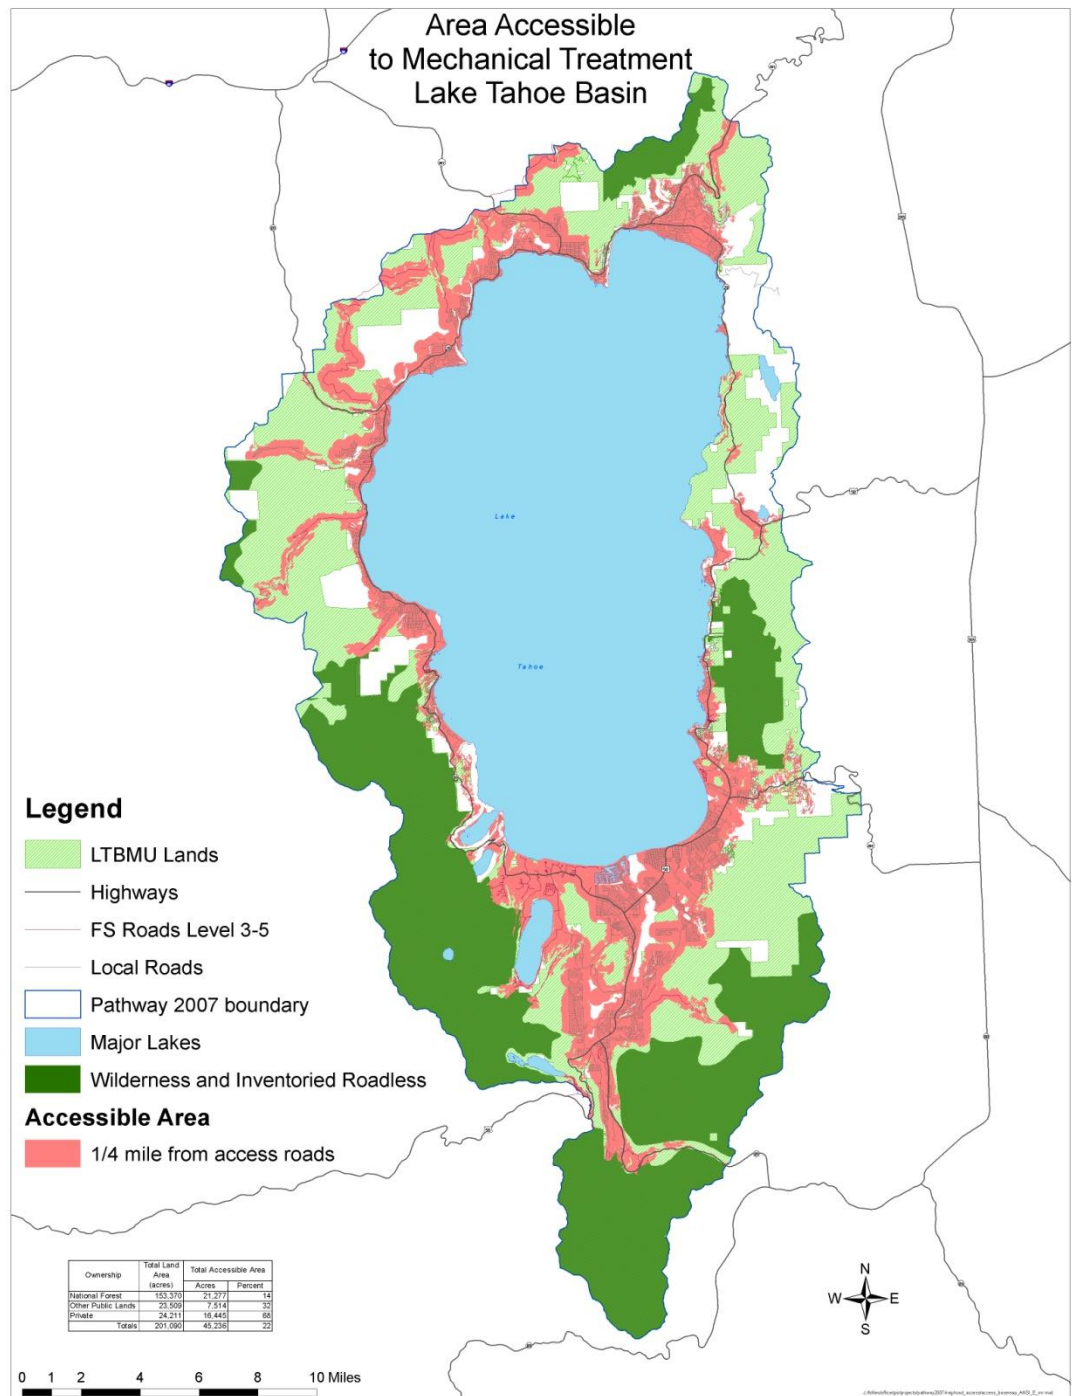 Area Accessible
to Mechanical Treatment
Lake Tahoe Basin
Lake
Tahoe
Legend
LTBMU Lands
Highways
FS Roads Level 3-5
Local Roads
Pathway 2007 boundary
Major Lakes
Wilderness and Inventoried Roadless
Accessible Area
1/4 mile from access roads
Ownership Total Land Area (acres) Total Accessible Area
Acres Percent
National Forest 153,370 21,277 14
Other Public Lands 23,509 7,514 32
Private 24,211 16,445 68
Totals 201,090 45,236 22
N
W E
S
0 1 2 4 6 8 10 Miles